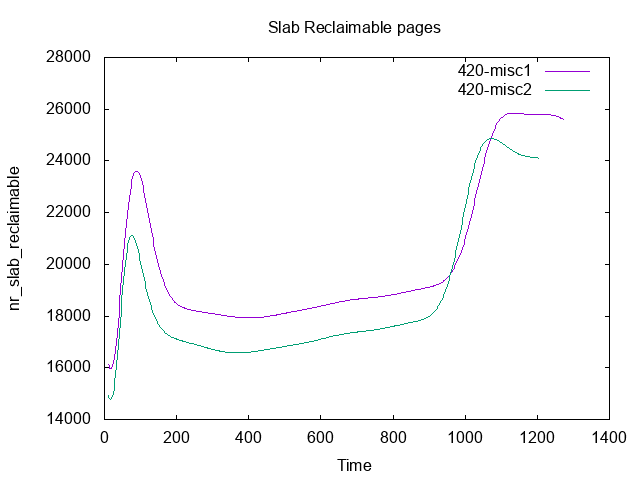 Slab Reclaimable pages
28000
26000
24000
22000
20000
18000
16000
14000
nr_slab_reclaimable
420-misc1
420-misc2
0 200 400 600 800 1000 1200 1400
Time